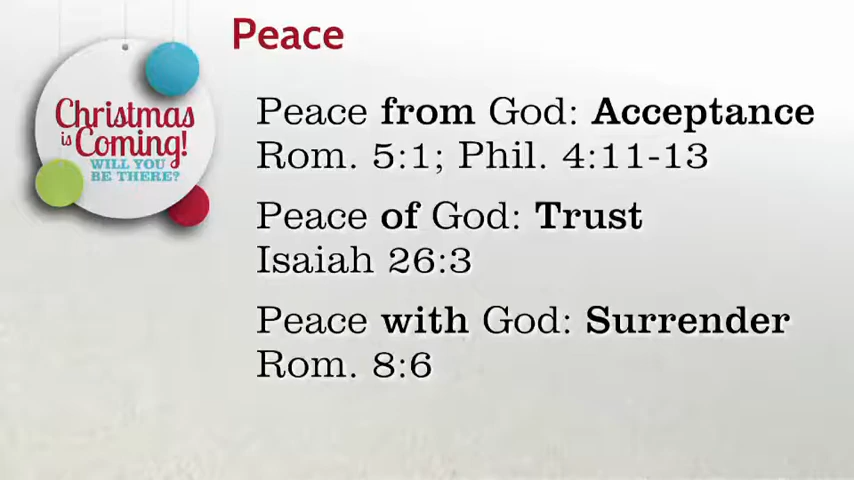 Peace
Christmas
is Coming!
WILL YOU
BE THERE?
Peace from God: Acceptance
Rom. 5:1; Phil. 4:11-13
Peace of God: Trust
Isaiah 26:3
Peace with God: Surrender
Rom. 8:6